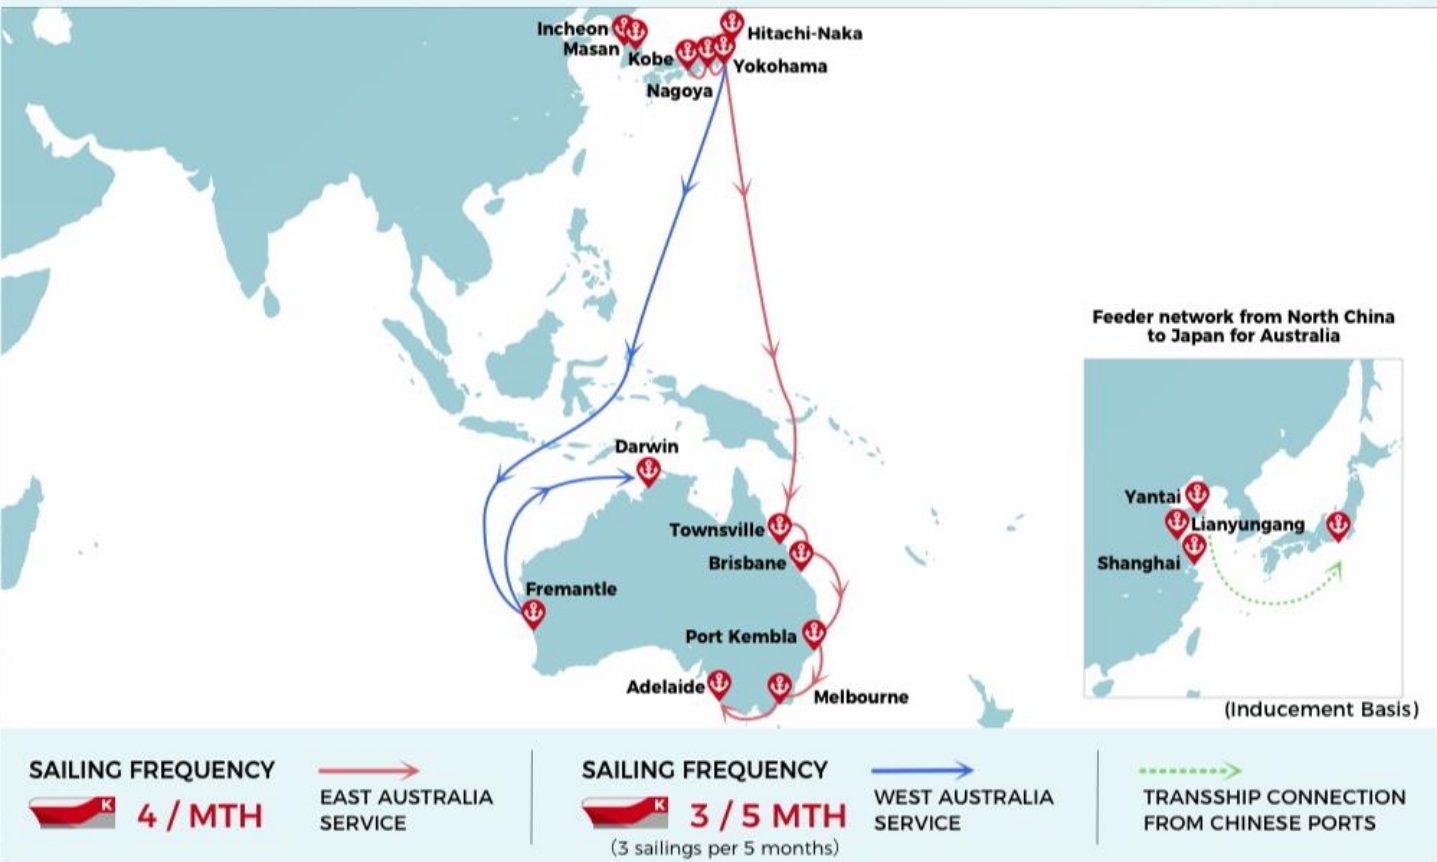 Incheon
Masan
Kobe
Nagoya
Hitachi-Naka
Yokohama
Darwin
Townsville
Brisbane
Fremantle
Port Kembla
Adelaide
Melbourne
Feeder network from North China
to Japan for Australia
Yantai
Lianyungang
Shanghai
(Inducement Basis)
SAILING FREQUENCY
K
4 / MTH
EAST AUSTRALIA
SERVICE
SAILING FREQUENCY
K
3 / 5 MTH
(3 sailings per 5 months)
WEST AUSTRALIA
SERVICE
TRANSSHIP CONNECTION
FROM CHINESE PORTS